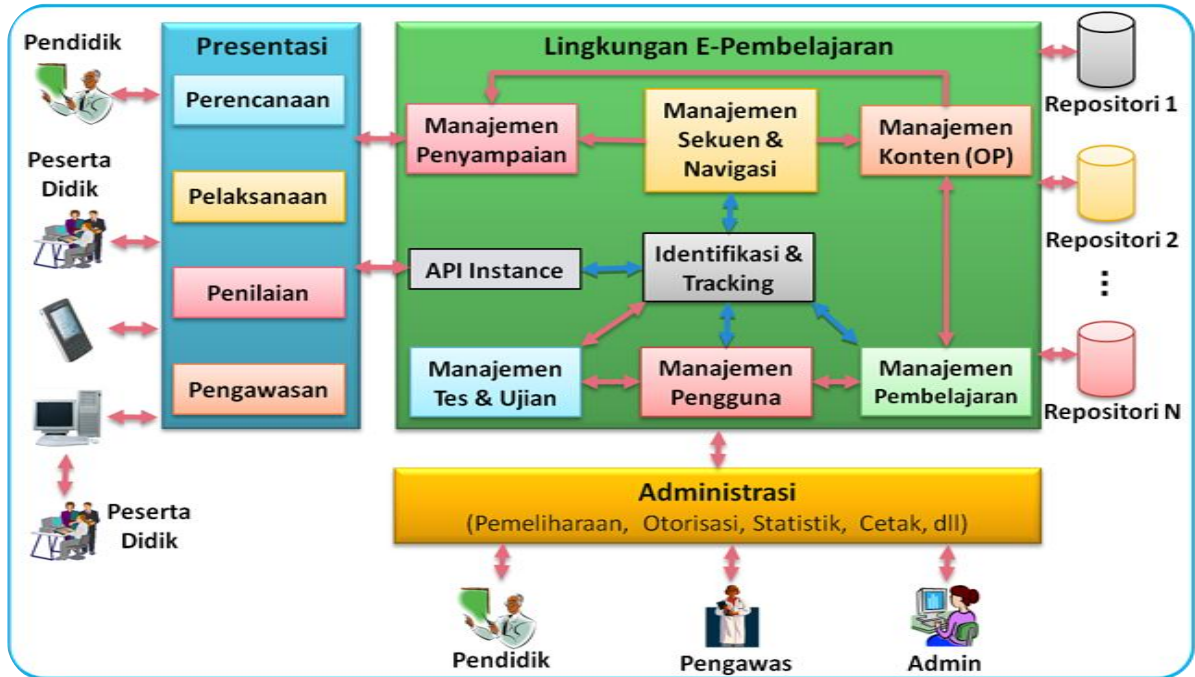 Pendidik
Peserta
Didik
Peserta
Didik
Presentasi
Perencanaan
Pelaksanaan
Penilaian
Pengawasan
Lingkungan E-Pembelajaran
Manajemen
Penyampaian
Manajemen
Sekuen &
Navigasi
Manajemen
Konten (OP)
API Instance
Identifikasi &
Tracking
Manajemen
Tes & Ujian
Manajemen
Pengguna
Manajemen
Pembelajaran
Repositori 1
Repositori 2
Repositori N
Administrasi
(Pemeliharaan, Otorisasi, Statistik, Cetak, dll)
Pendidik
Pengawas
Admin